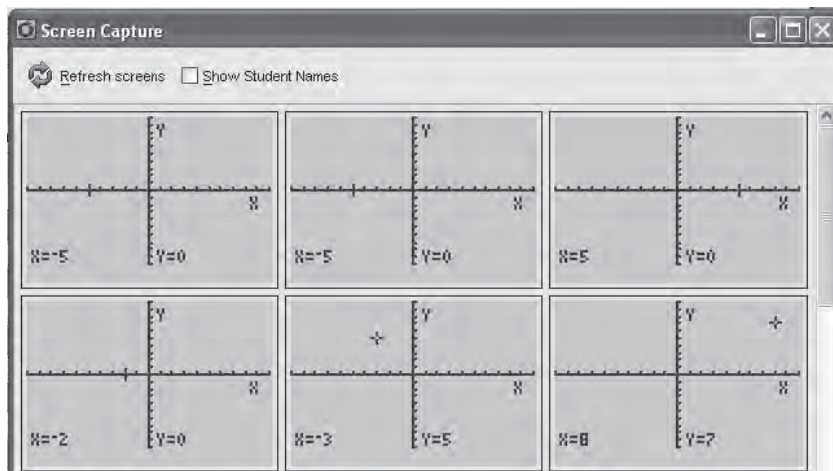 Screen Capture
Refresh screens Show Student Names
Y Y Y
X X X
X=-5 Y=0 X=-5 Y=0 X=5 Y=0
Y Y Y
X X X
X=-2 Y=0 X=-3 Y=5 X=8 Y=7